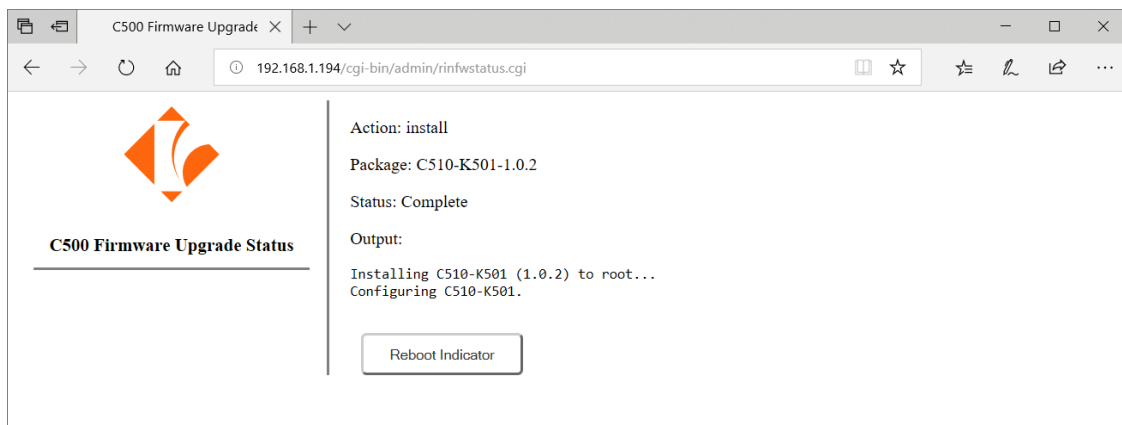 C500 Firmware Upgrade
192.168.1.194/cgi-bin/admin/rinfwstatus.cgi
C500 Firmware Upgrade Status
Action: install
Package: C510-K501-1.0.2
Status: Complete
Output:
Installing C510-K501 (1.0.2) to root...
Configuring C510-K501.
Reboot Indicator